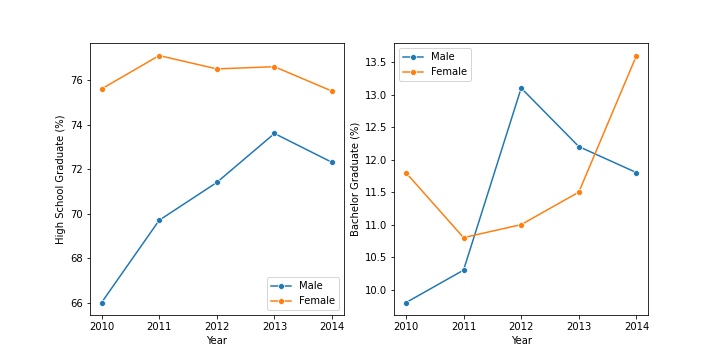 High School Graduate (%)
76
74
72
70
68
66
2010 2011 2012 2013 2014
Year
Male
Female
Bachelor Graduate (%)
13.5
13.0
12.5
12.0
11.5
11.0
10.5
10.0
2010 2011 2012 2013 2014
Year
Male
Female